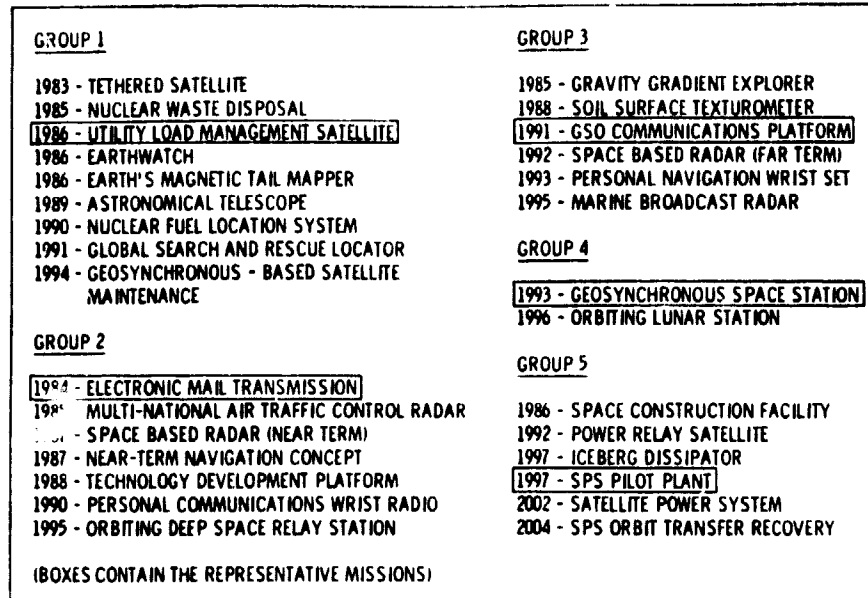 GROUP 1
1983 - TETHERED SATELLITE
1985 - NUCLEAR WASTE DISPOSAL
1986 - UTILITY LOAD MANAGEMENT SATELLITE
1986 - EARTHWATCH
1986 - EARTH'S MAGNETIC TAIL MAPPER
1989 - ASTRONOMICAL TELESCOPE
1990 - NUCLEAR FUEL LOCATION SYSTEM
1991 - GLOBAL SEARCH AND RESCUE LOCATOR
1994 - GEOSYNCHRONOUS - BASED SATELLITE
MAINTENANCE
GROUP 2
- ELECTRONIC MAIL TRANSMISSION
MULTI-NATIONAL AIR TRAFFIC CONTROL RADAR
- SPACE BASED RADAR (NEAR TERM)
1987 - NEAR-TERM NAVIGATION CONCEPT
1988 - TECHNOLOGY DEVELOPMENT PLATFORM
1990 - PERSONAL COMMUNICATIONS WRIST RADIO
1995 - ORBITING DEEP SPACE RELAY STATION
(BOXES CONTAIN THE REPRESENTATIVE MISSIONS)
GROUP 3
1985 - GRAVITY GRADIENT EXPLORER
1988 - SOIL SURFACE TEXTUROMETER
1991 - GSO COMMUNICATIONS PLATFORM
1992 - SPACE BASED RADAR (FAR TERM)
1993 - PERSONAL NAVIGATION WRIST SET
1995 - MARINE BROADCAST RADAR
GROUP 4
1993 - GEOSYNCHRONOUS SPACE STATION
1996 - ORBITING LUNAR STATION
GROUP 5
1986 - SPACE CONSTRUCTION FACILITY
1992 - POWER RELAY SATELLITE
1997 - ICEBERG DISSIPATOR
1997 - SPS PILOT PLANT
2002 - SATELLITE POWER SYSTEM
2004 - SPS ORBIT TRANSFER RECOVERY